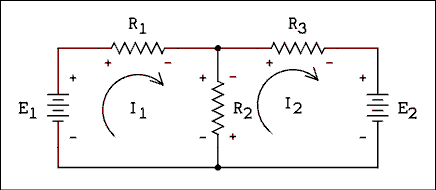 R1 R3
+ - + -
+ + - +
E1 I1 R2 I2 E2
- - + -